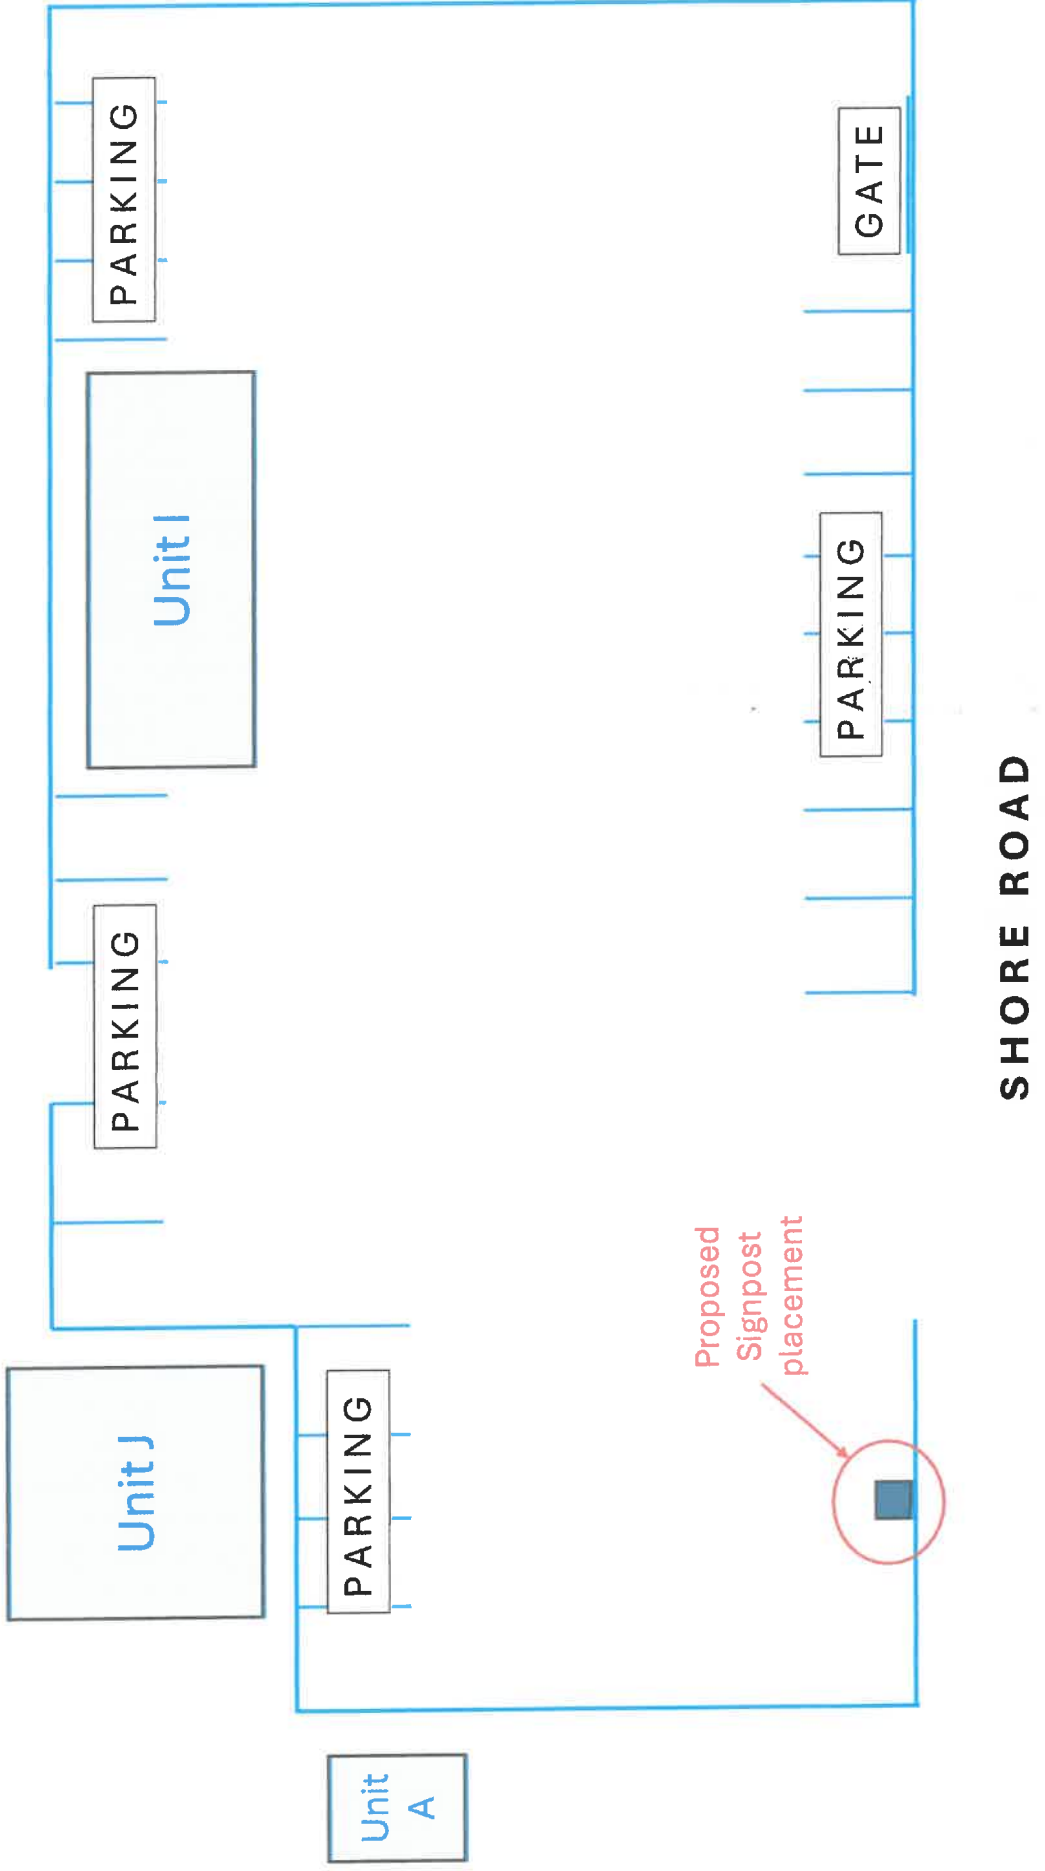 Unit J
PARKING
Unit I
PARKING
Unit
A
PARKING
Proposed
Signpost
placement
PARKING
GATE
SHORE ROAD